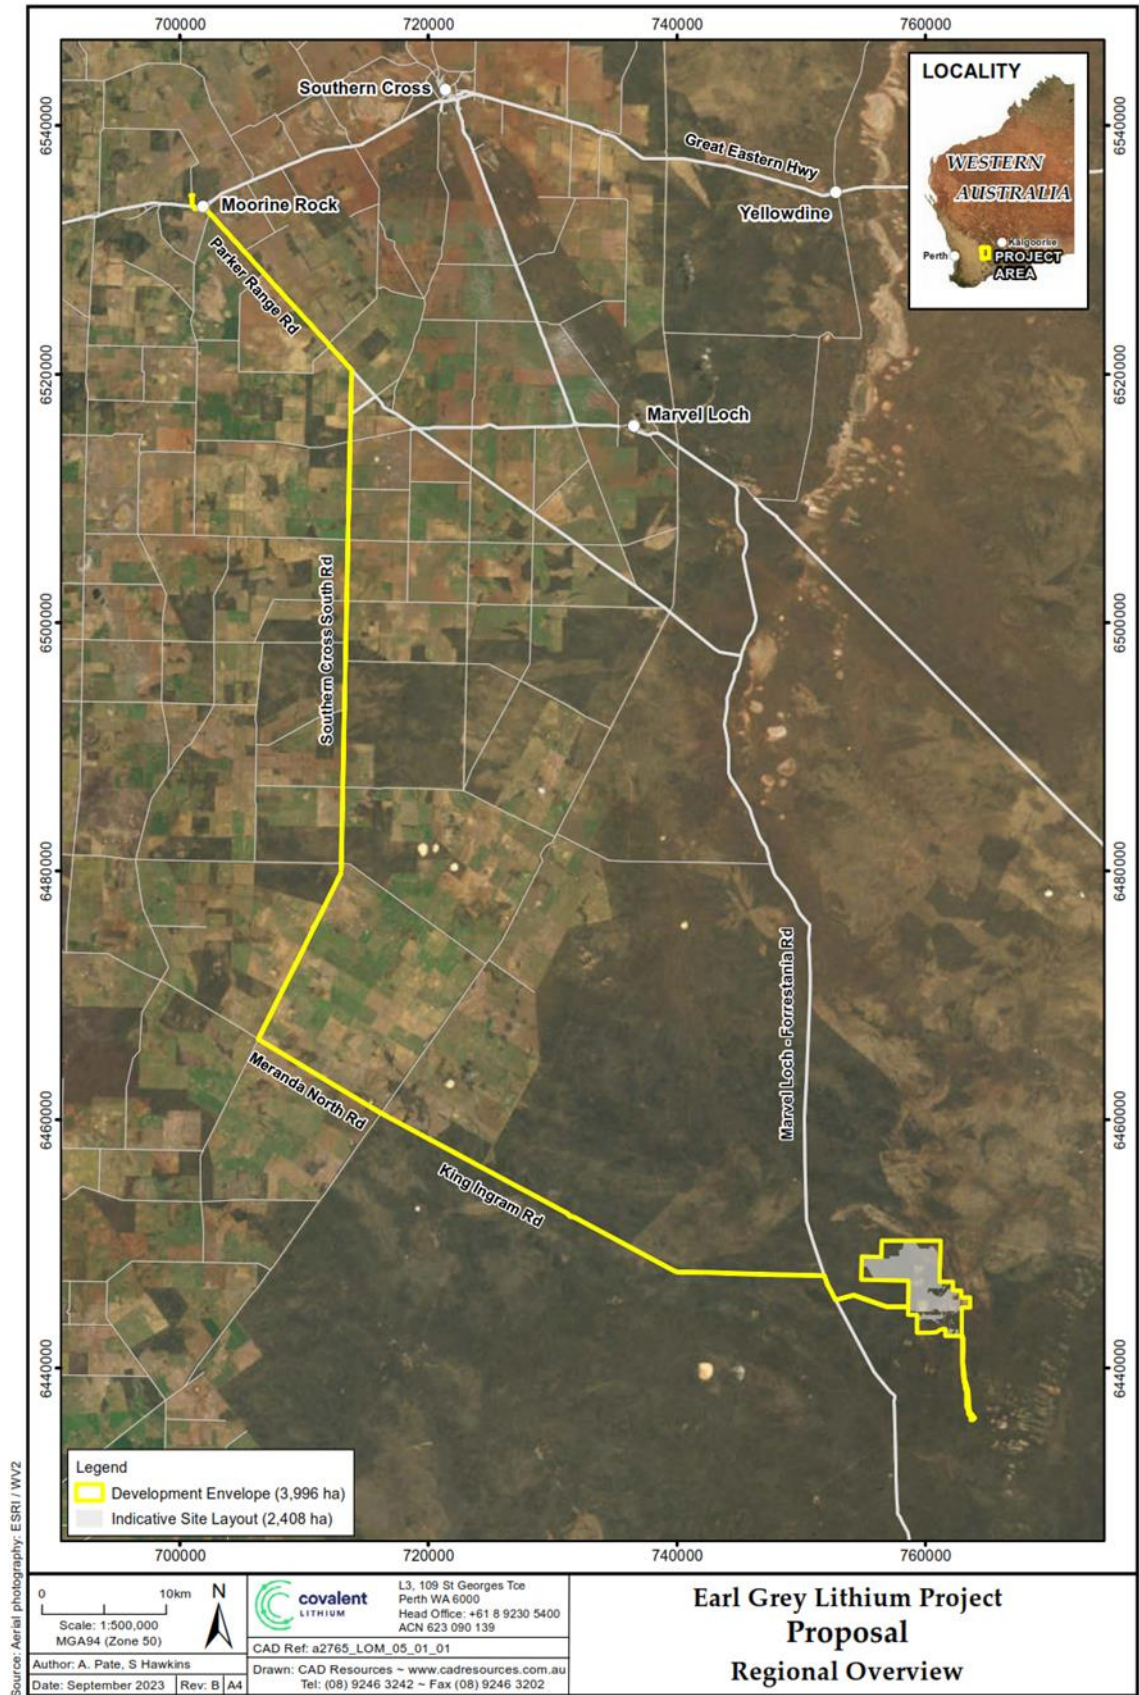 700000
720000
740000
760000
6540000
6520000
6500000
6480000
6460000
6440000
6540000
6520000
6500000
6480000
6460000
6440000
LOCALITY
WESTERN
AUSTRALIA
Kalgoorlie
Perth
PROJECT
AREA
Southern Cross
Great Eastern Hwy
Yellowdine
Moorine Rock
Parker Range Rd
Marvel Loch
Southern Cross South Rd
Marvel Loch - Forrestania Rd
Meranda North Rd
King Ingram Rd
Legend
Development Envelope (3,996 ha)
Indicative Site Layout (2,408 ha)
700000
720000
740000
760000
Source: Aerial photography: ESRI / WV2
0 10km
N
Scale: 1:500,000
MGA94 (Zone 50)
Author: A. Pate, S Hawkins
Date: September 2023 Rev: B A4
covalent
LITHIUM
L3, 109 St Georges Tce
Perth WA 6000
Head Office: +61 8 9230 5400
ACN 623 090 139
CAD Ref: a2765_LOM_05_01_01
Drawn: CAD Resources ~ www.cadresources.com.au
Tel: (08) 9246 3242 ~ Fax (08) 9246 3202
Earl Grey Lithium Project
Proposal
Regional Overview